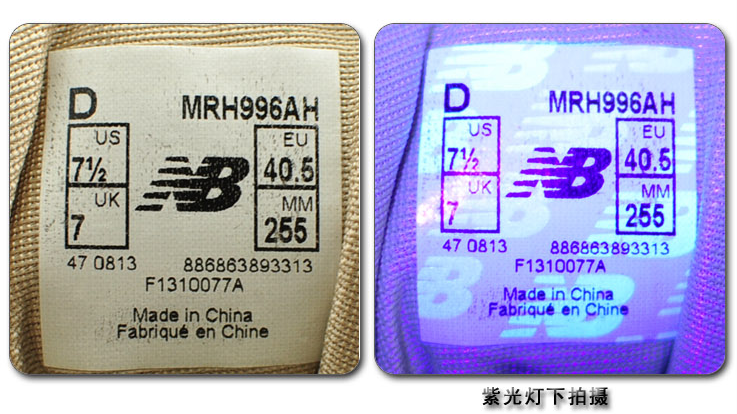 D MRH996AH
US EU
7½ 40.5
NB
UK MM
7 255
47 0813 886863893313
F1310077A
Made in China
Fabriqué en Chine
D MRH996AH
US EU
7½ 40.5
NB
UK MM
7 255
47 0813 886863893313
F1310077A
Made in China
Fabriqué en Chine
紫光灯下拍摄